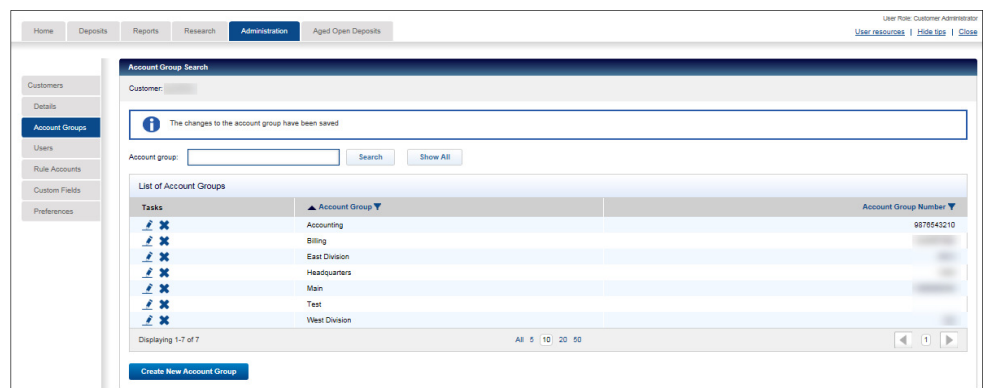 User Role: Customer Administrator
Home Deposits Reports Research Administration Aged Open Deposits
User resources | Hide tips | Close
Account Group Search
Customers
Customer:
Details
Account Groups
The changes to the account group have been saved
Users
Account group: Search Show All
Rule Accounts
Custom Fields
List of Account Groups
Preferences
Tasks Account Group Account Group Number
Accounting 9876543210
Billing
East Division
Headquarters
Main
Test
West Division
Displaying 1-7 of 7 All 5 10 20 50 1
Create New Account Group